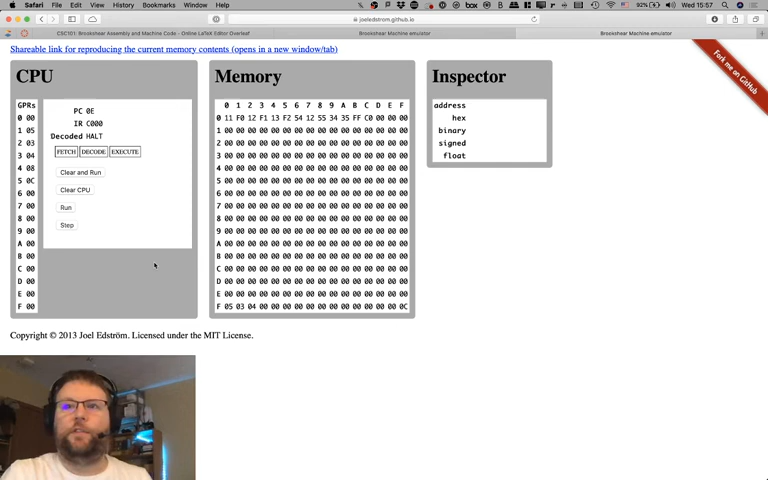 Safari File Edit View History Bookmarks Window Help 92% Wed 15:57
joeledstrom.github.io
CSC101: Brookshear Assembly and Machine Code - Online LaTeX Editor Overleaf Brookshear Machine emulator Brookshear Machine emulator
Shareable link for reproducing the current memory contents (opens in a new window/tab)
Fork me on GitHub
CPU
GPRs
0 00
1 05
2 03
3 04
4 08
5 0C
6 00
7 00
8 00
9 00
A 00
B 00
C 00
D 00
E 00
F 00
PC 0E
IR C000
Decoded HALT
FETCH DECODE EXECUTE
Clear and Run
Clear CPU
Run
Step
Memory
0 1 2 3 4 5 6 7 8 9 A B C D E F
0 11 F0 12 F1 13 F2 54 12 55 34 35 FF C0 00 00 00
1 00 00 00 00 00 00 00 00 00 00 00 00 00 00 00 00
2 00 00 00 00 00 00 00 00 00 00 00 00 00 00 00 00
3 00 00 00 00 00 00 00 00 00 00 00 00 00 00 00 00
4 00 00 00 00 00 00 00 00 00 00 00 00 00 00 00 00
5 00 00 00 00 00 00 00 00 00 00 00 00 00 00 00 00
6 00 00 00 00 00 00 00 00 00 00 00 00 00 00 00 00
7 00 00 00 00 00 00 00 00 00 00 00 00 00 00 00 00
8 00 00 00 00 00 00 00 00 00 00 00 00 00 00 00 00
9 00 00 00 00 00 00 00 00 00 00 00 00 00 00 00 00
A 00 00 00 00 00 00 00 00 00 00 00 00 00 00 00 00
B 00 00 00 00 00 00 00 00 00 00 00 00 00 00 00 00
C 00 00 00 00 00 00 00 00 00 00 00 00 00 00 00 00
D 00 00 00 00 00 00 00 00 00 00 00 00 00 00 00 00
E 00 00 00 00 00 00 00 00 00 00 00 00 00 00 00 00
F 05 03 04 00 00 00 00 00 00 00 00 00 00 00 00 0C
Inspector
address
hex
binary
signed
float
Copyright © 2013 Joel Edström. Licensed under the MIT License.